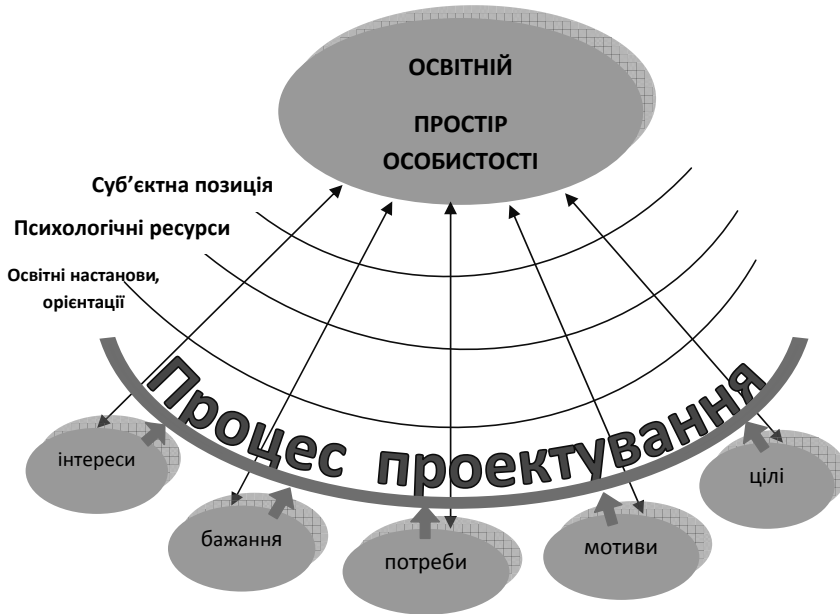 ОСВІТНІЙ
ПРОСТІР
ОСОБИСТОСТІ
Суб’єктна позиція
Психологічні ресурси
Освітні настанови,
орієнтації
Процес проектування
інтереси
бажання
потреби
мотиви
цілі